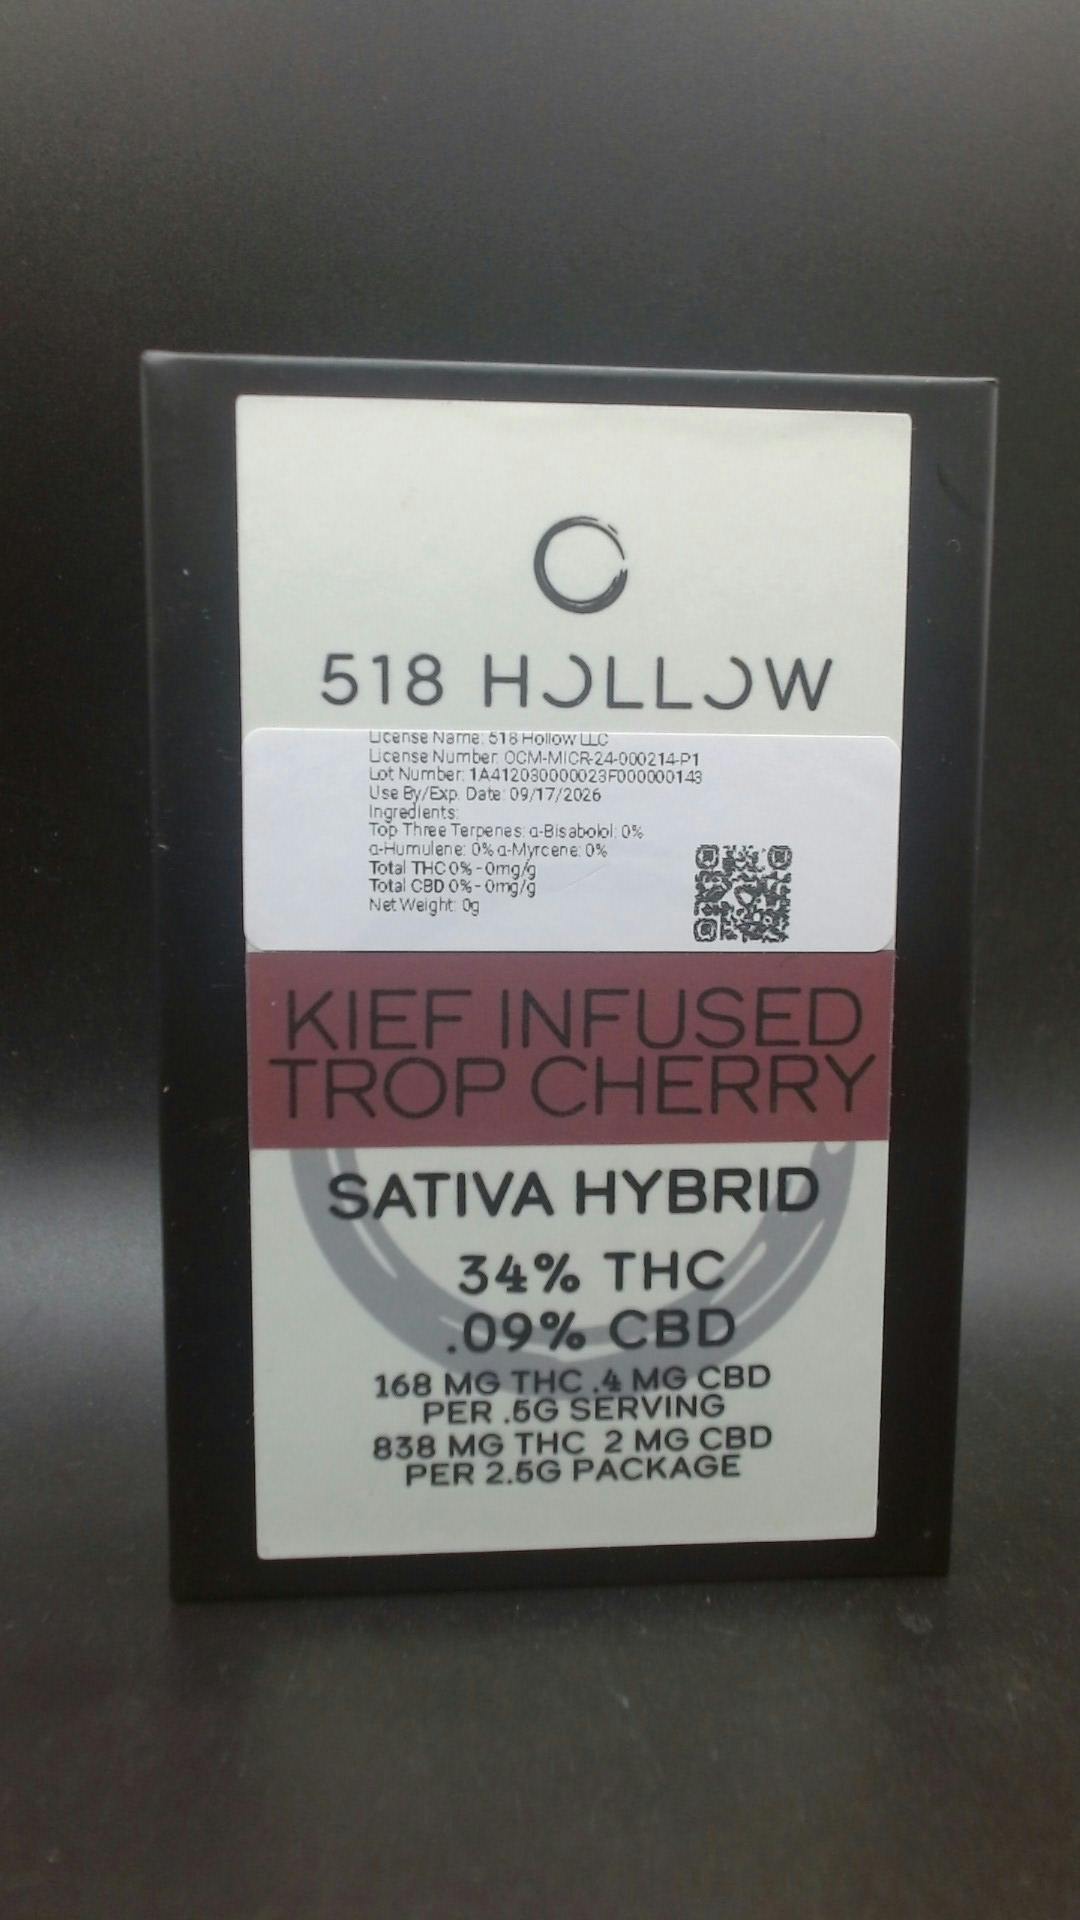 518 HOLLOW
License Name: 518 Hollow LLC
License Number: OCM-MICR-24-000214-P1
Lot Number: 1A412030000023F000000143
Use By/Exp. Date: 09/17/2026
Ingredients:
Top Three Terpenes: α-Bisabolol: 0%
α-Humulene: 0% α-Myrcene: 0%
Total THC 0% - 0mg/g
Total CBD 0% - 0mg/g
Net Weight: 0g
KIEF INFUSED
TROP CHERRY
SATIVA HYBRID
34% THC
.09% CBD
168 MG THC .4 MG CBD
PER .5G SERVING
838 MG THC 2 MG CBD
PER 2.5G PACKAGE